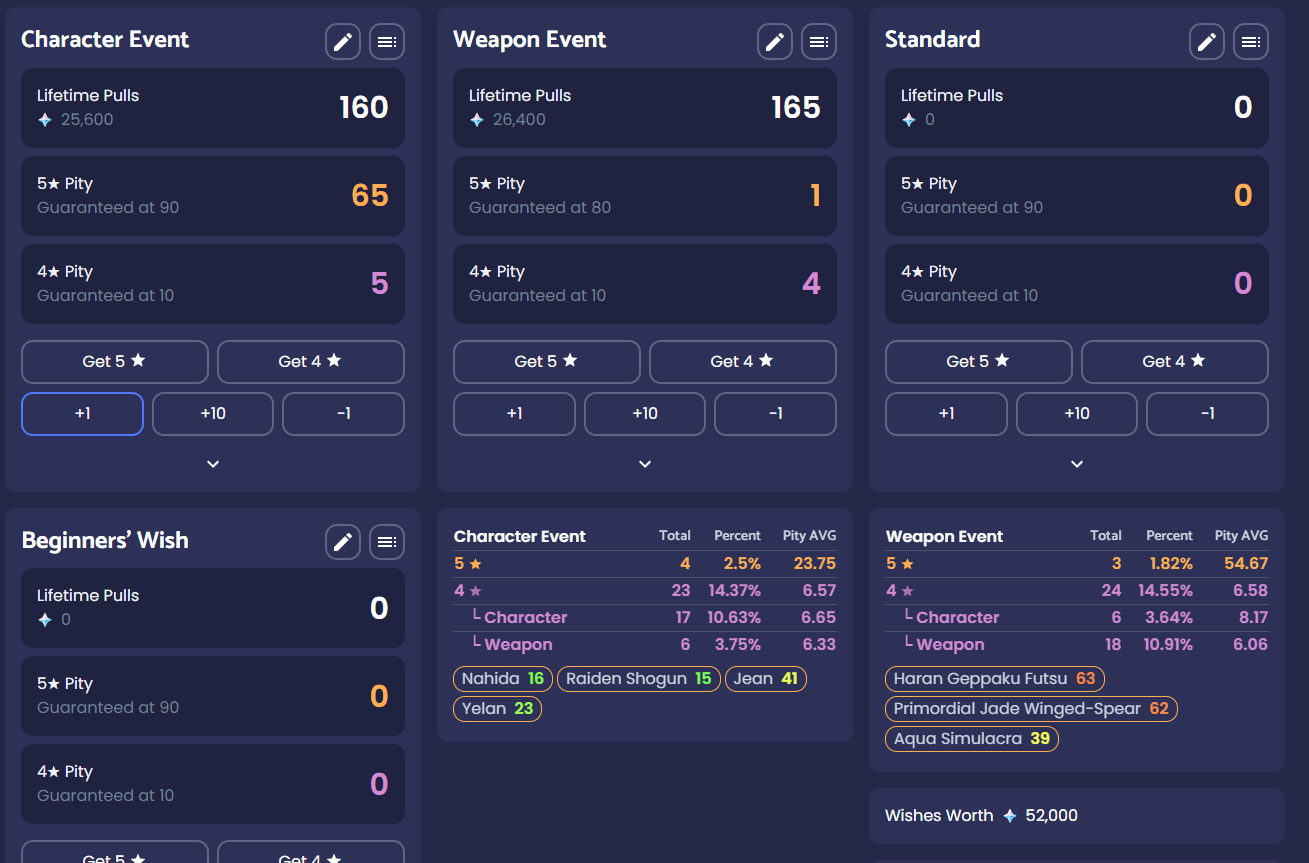 Character Event
Lifetime Pulls
25,600
160
5★ Pity
Guaranteed at 90
65
4★ Pity
Guaranteed at 10
5
Get 5 ★
Get 4 ★
+1
+10
-1
Weapon Event
Lifetime Pulls
26,400
165
5★ Pity
Guaranteed at 80
1
4★ Pity
Guaranteed at 10
4
Get 5 ★
Get 4 ★
+1
+10
-1
Standard
Lifetime Pulls
0
0
5★ Pity
Guaranteed at 90
0
4★ Pity
Guaranteed at 10
0
Get 5 ★
Get 4 ★
+1
+10
-1
Beginners' Wish
Lifetime Pulls
0
0
5★ Pity
Guaranteed at 90
0
4★ Pity
Guaranteed at 10
0
Get 5 ★
Get 4 ★
Character Event Total Percent Pity AVG
5 ★ 4 2.5% 23.75
4 ★ 23 14.37% 6.57
└ Character 17 10.63% 6.65
└ Weapon 6 3.75% 6.33
Nahida 16 Raiden Shogun 15 Jean 41
Yelan 23
Weapon Event Total Percent Pity AVG
5 ★ 3 1.82% 54.67
4 ★ 24 14.55% 6.58
└ Character 6 3.64% 8.17
└ Weapon 18 10.91% 6.06
Haran Geppaku Futsu 63
Primordial Jade Winged-Spear 62
Aqua Simulacra 39
Wishes Worth 52,000